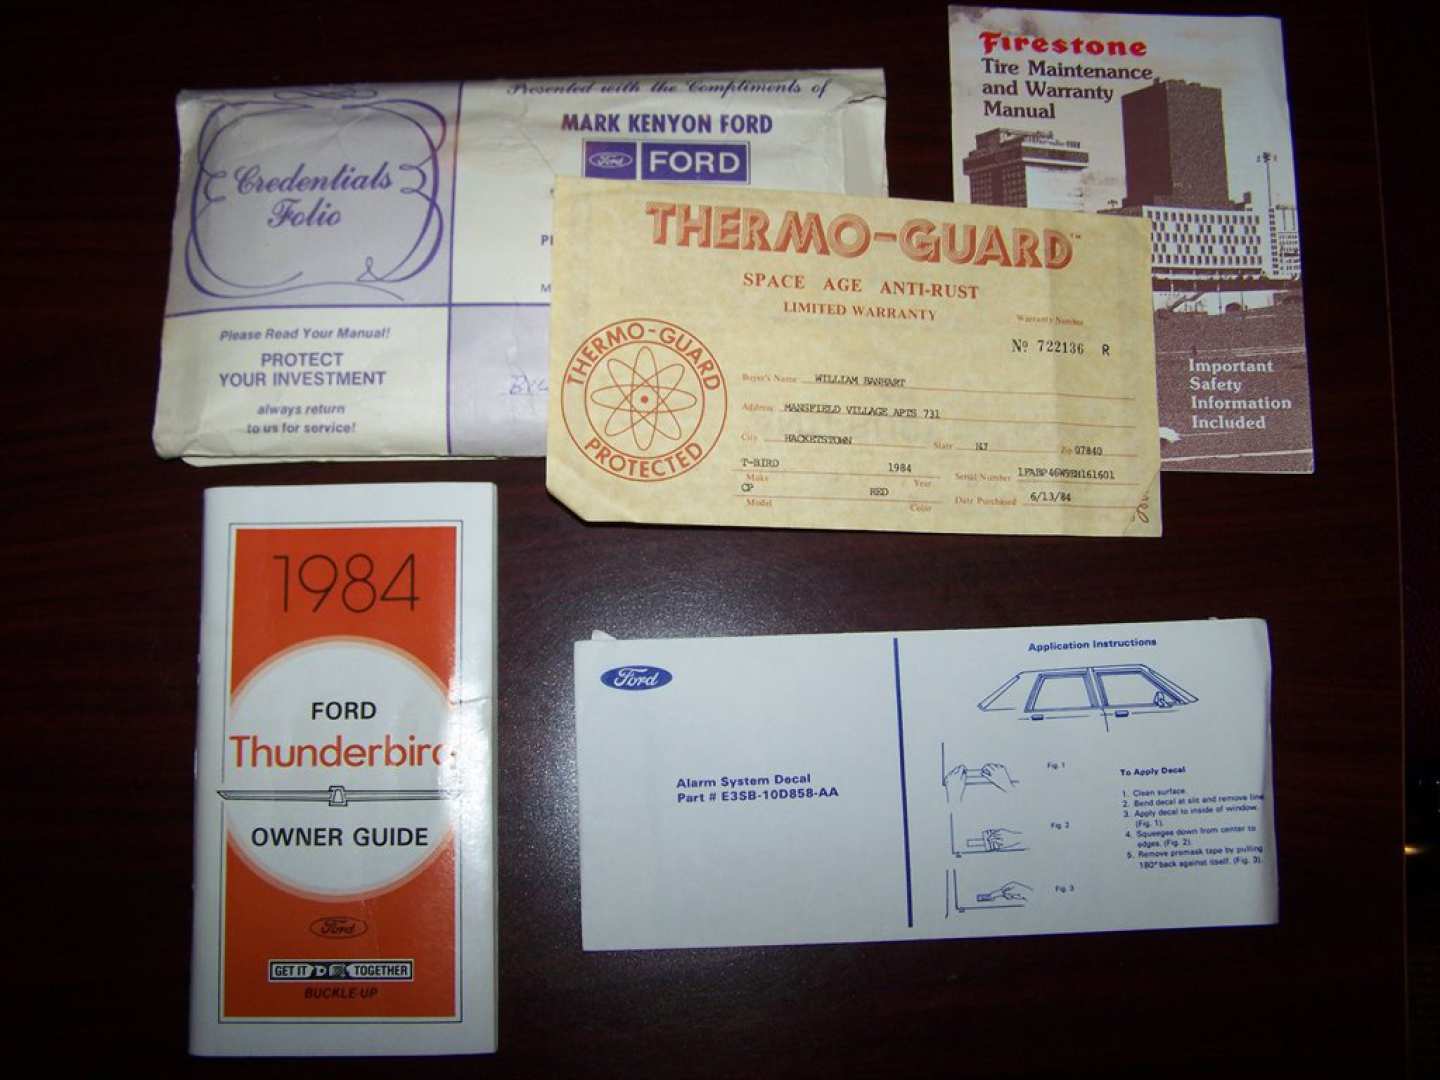 Credentials
Folio
Please Read Your Manual!
PROTECT
YOUR INVESTMENT
always return
to us for service!
Presented with the Compliments of
MARK KENYON FORD
Ford FORD
Firestone
Tire Maintenance
and Warranty
Manual
Important
Safety
Information
Included
THERMO-GUARD™
SPACE AGE ANTI-RUST
LIMITED WARRANTY
Warranty Number
Nº 722136 R
THERMO-GUARD
PROTECTED
Buyer's Name WILLIAM BANHART
Address MANSFIELD VILLAGE APTS 731
City HACKETSTOWN State NJ Zip 07840
T-BIRD 1984 Serial Number
Make Year
CP RED Date Purchased 6/13/84
Model Color
1984
FORD
Thunderbird
OWNER GUIDE
Ford
GET IT TOGETHER
BUCKLE-UP
Ford
Alarm System Decal
Part # E3SB-10D858-AA
Application Instructions
Fig. 1
Fig. 2
Fig. 3
To Apply Decal
1. Clean surface.
2. Bend decal at slit and remove line
3. Apply decal to inside of window.
(Fig. 1).
4. Squeegee down from center to
edges. (Fig. 2).
5. Remove premask tape by pulling
180° back against itself. (Fig. 3).